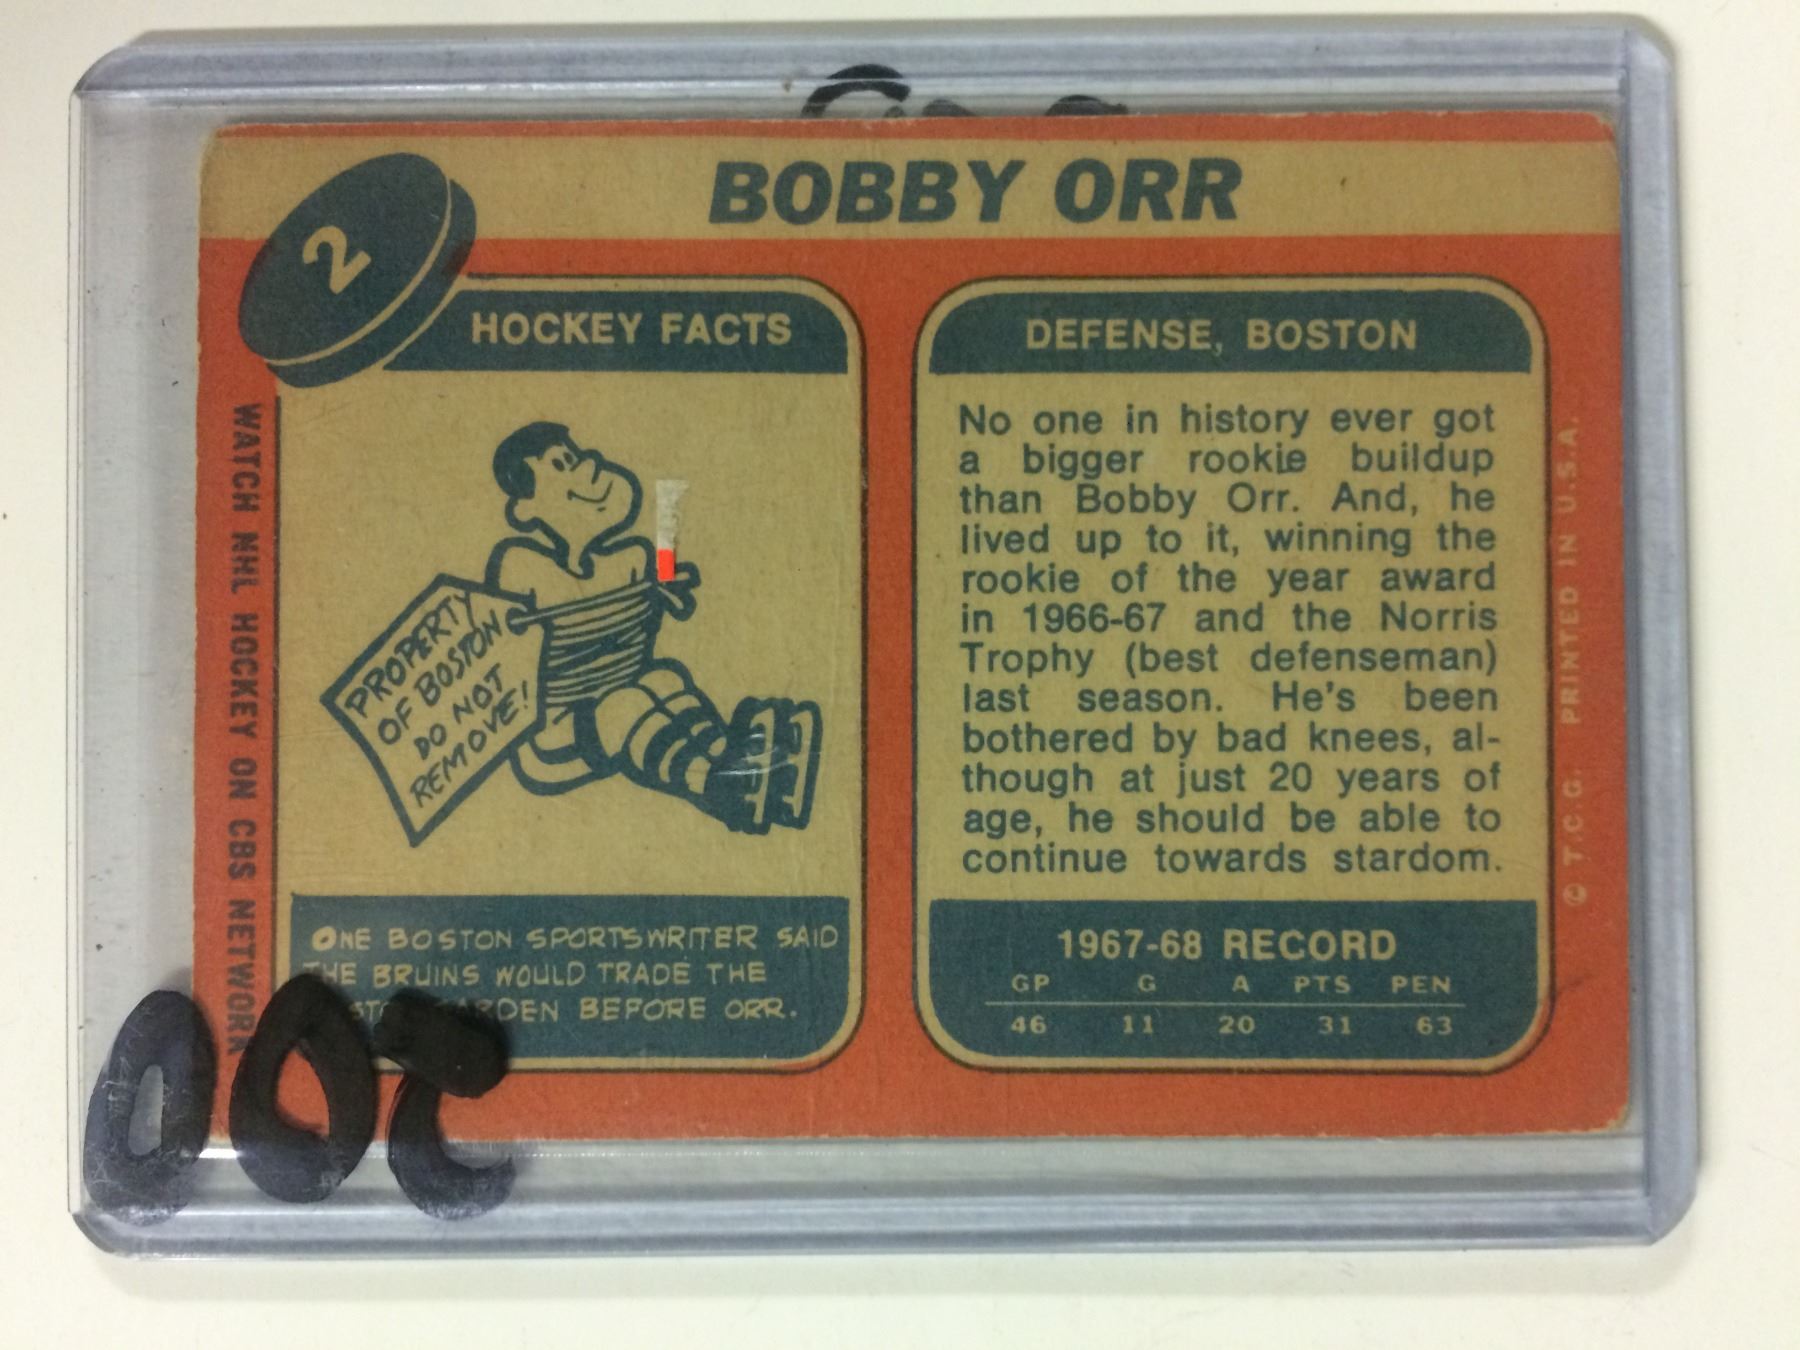 BOBBY ORR
2
HOCKEY FACTS
PROPERTY
OF BOSTON
DO NOT
REMOVE!
ONE BOSTON SPORTSWRITER SAID
THE BRUINS WOULD TRADE THE
GARDEN BEFORE ORR.
WATCH NHL HOCKEY ON CBS NETWORK
DEFENSE, BOSTON
No one in history ever got
a bigger rookie buildup
than Bobby Orr. And, he
lived up to it, winning the
rookie of the year award
in 1966-67 and the Norris
Trophy (best defenseman)
last season. He's been
bothered by bad knees, al-
though at just 20 years of
age, he should be able to
continue towards stardom.
1967-68 RECORD
GP G A PTS PEN
46 11 20 31 63
© T.C.G. PRINTED IN U.S.A.